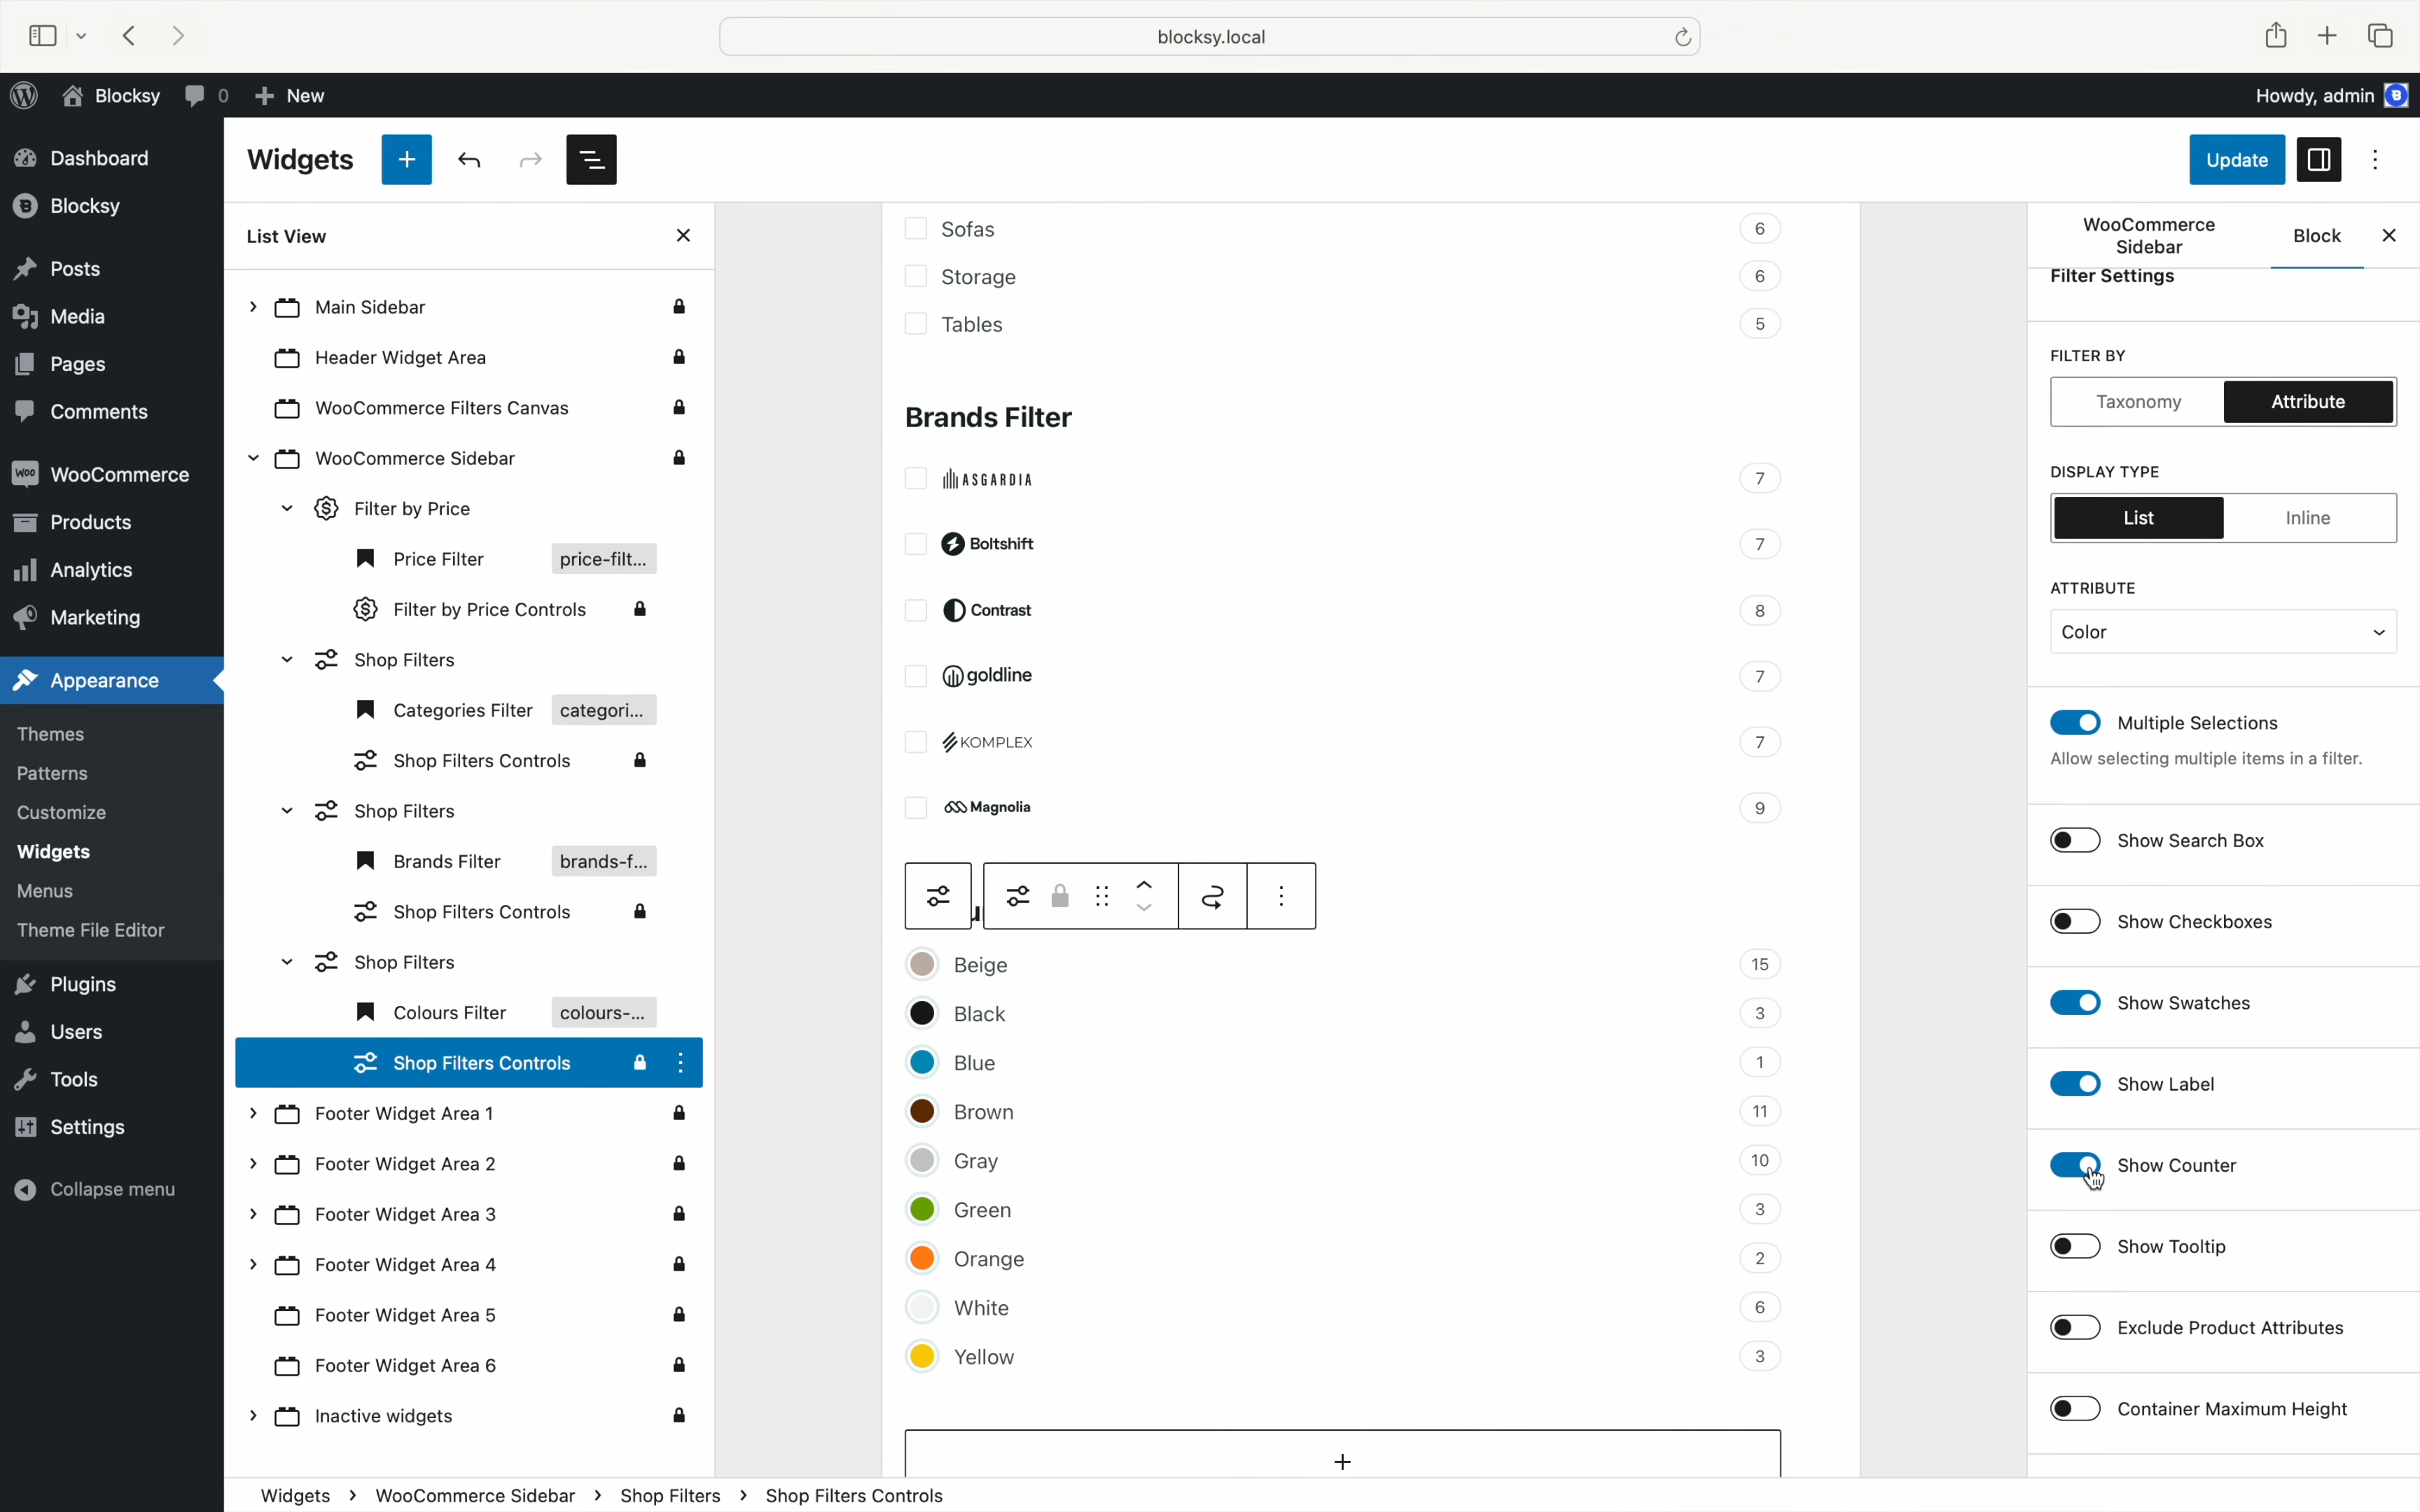 blocksy.local
Blocksy 0 New
Howdy, admin
Dashboard
Blocksy
Posts
Media
Pages
Comments
WooCommerce
Products
Analytics
Marketing
Appearance
Themes
Patterns
Customize
Widgets
Menus
Theme File Editor
Plugins
Users
Tools
Settings
Collapse menu
Widgets
Update
List View
Main Sidebar
Header Widget Area
WooCommerce Filters Canvas
WooCommerce Sidebar
Filter by Price
Price Filter price-filt...
Filter by Price Controls
Shop Filters
Categories Filter categori...
Shop Filters Controls
Shop Filters
Brands Filter brands-f...
Shop Filters Controls
Shop Filters
Colours Filter colours-...
Shop Filters Controls
Footer Widget Area 1
Footer Widget Area 2
Footer Widget Area 3
Footer Widget Area 4
Footer Widget Area 5
Footer Widget Area 6
Inactive widgets
Sofas 6
Storage 6
Tables 5
Brands Filter
ASGARDIA 7
Boltshift 7
Contrast 8
goldline 7
KOMPLEX 7
Magnolia 9
Beige 15
Black 3
Blue 1
Brown 11
Gray 10
Green 3
Orange 2
White 6
Yellow 3
WooCommerce
Sidebar
Block
Filter Settings
FILTER BY
Taxonomy Attribute
DISPLAY TYPE
List Inline
ATTRIBUTE
Color
Multiple Selections
Allow selecting multiple items in a filter.
Show Search Box
Show Checkboxes
Show Swatches
Show Label
Show Counter
Show Tooltip
Exclude Product Attributes
Container Maximum Height
Widgets > WooCommerce Sidebar > Shop Filters > Shop Filters Controls